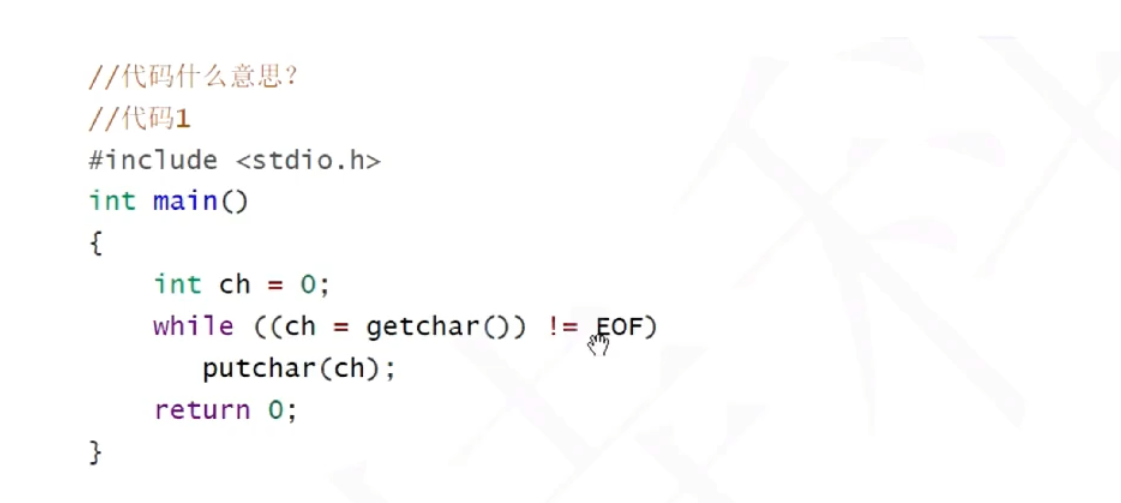 //代码什么意思?
//代码1
#include <stdio.h>
int main()
{
    int ch = 0;
    while ((ch = getchar()) != EOF)
       putchar(ch);
    return 0;
}